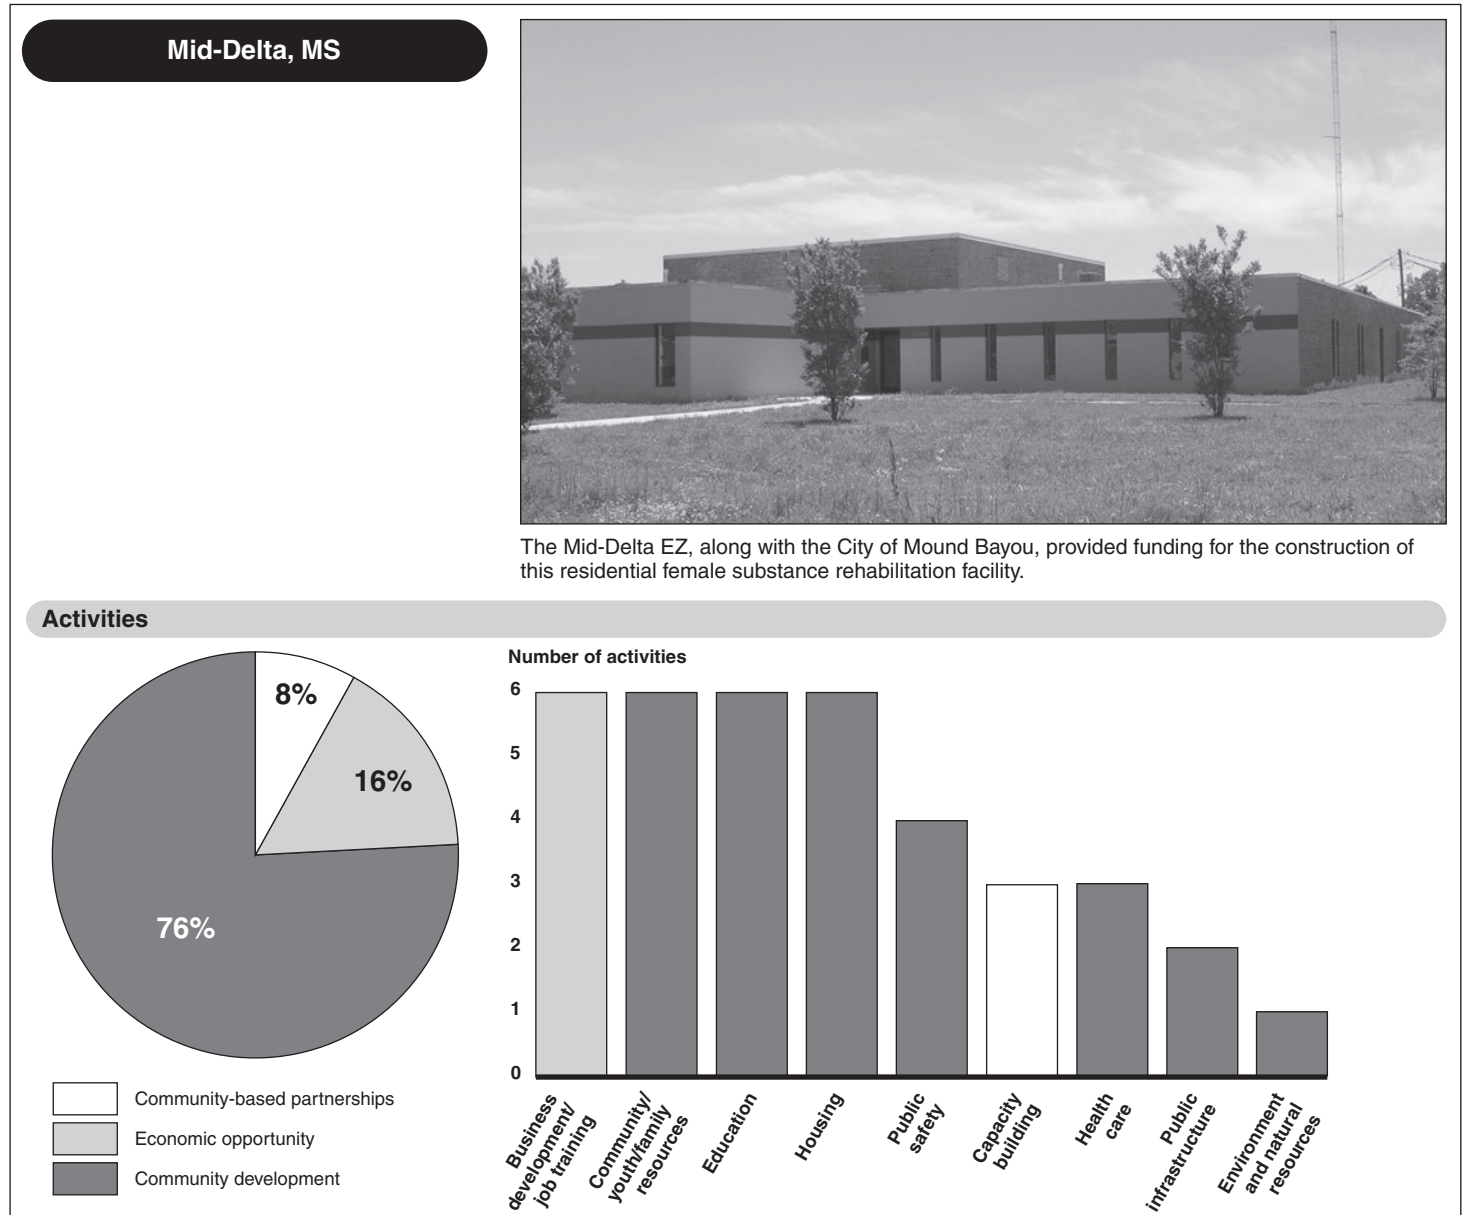 Mid-Delta, MS
The Mid-Delta EZ, along with the City of Mound Bayou, provided funding for the construction of
this residential female substance rehabilitation facility.
Activities
8%
16%
76%
Community-based partnerships
Economic opportunity
Community development
Number of activities
6
5
4
3
2
1
0
Business
development/
job training
Community/
youth/family
resources
Education
Housing
Public
safety
Capacity
building
Health
care
Public
infrastructure
Environment
and natural
resources